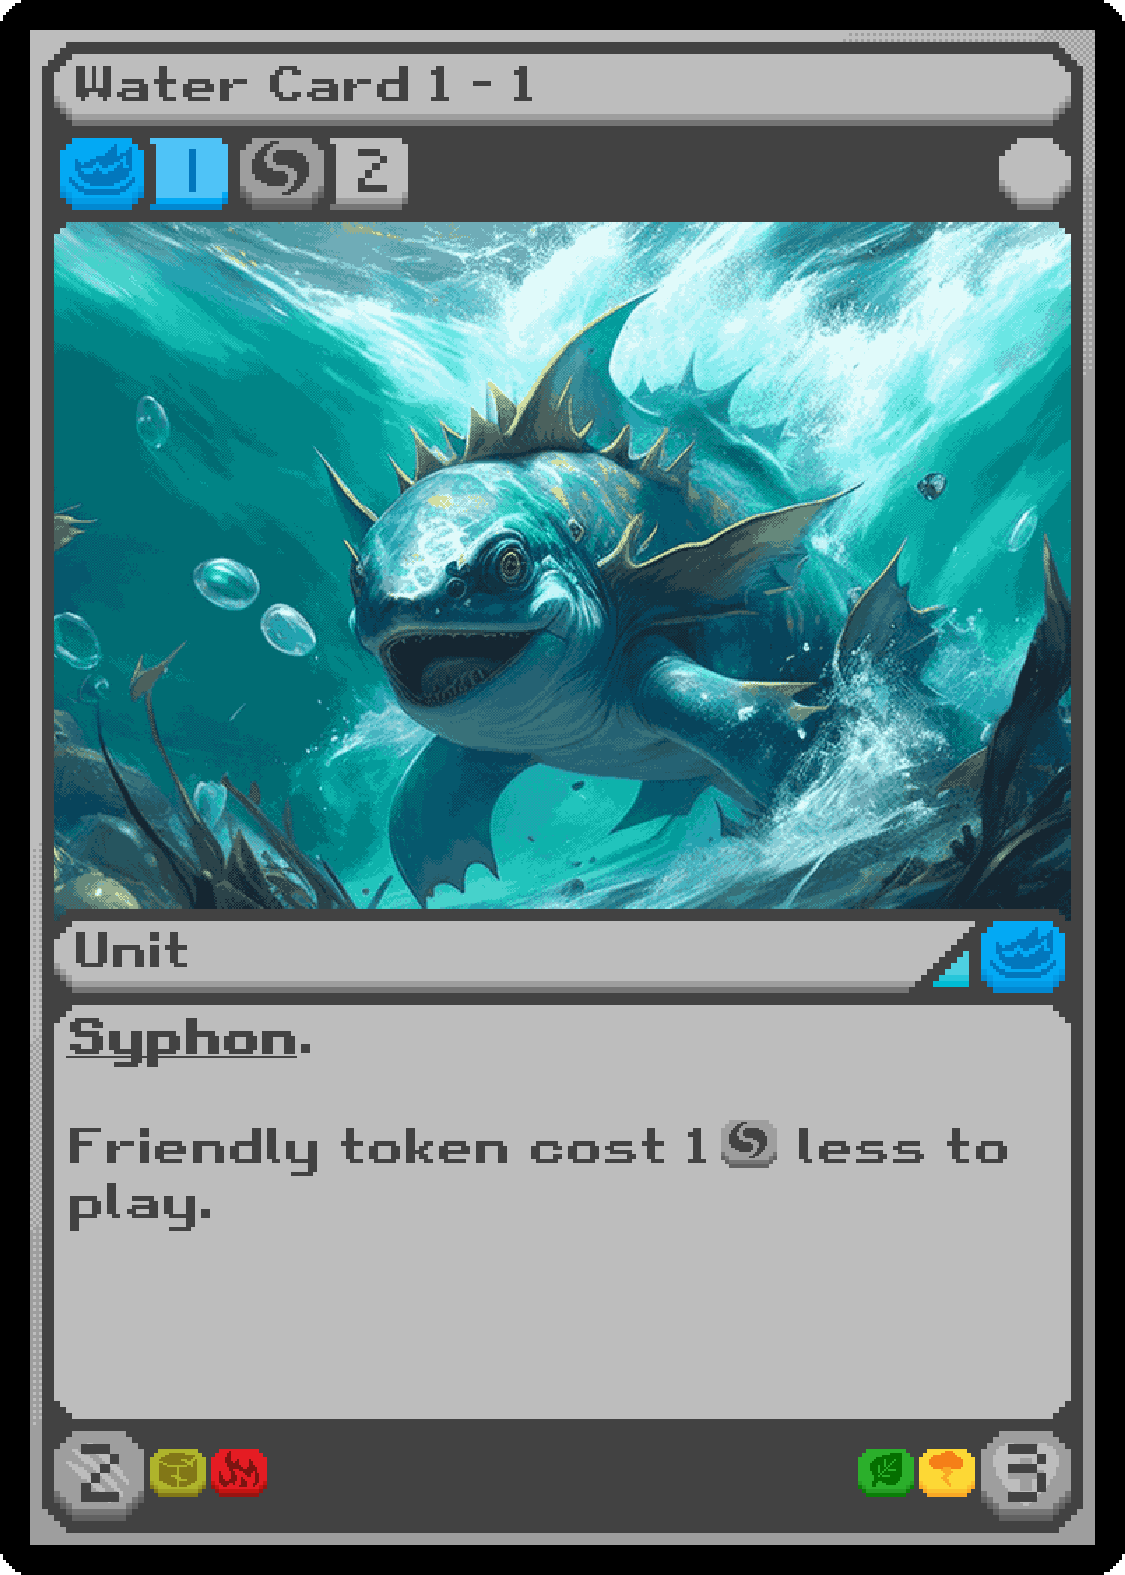 Water Card 1 - 1
1 2
Unit
Syphon.
Friendly token cost 1 less to
play.
2 3